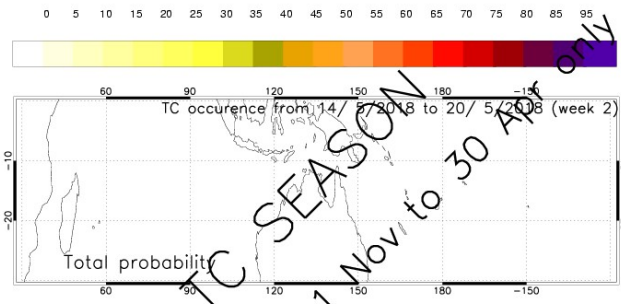 0 5 10 15 20 25 30 35 40 45 50 55 60 65 70 75 80 85 95
60 90 120 150 180 -150
TC occurence from 14/ 5/2018 to 20/ 5/2018 (week 2)
-10
-20
TC SEASON
1 Nov to 30 Apr only
Total probability
60 90 120 150 180 -150